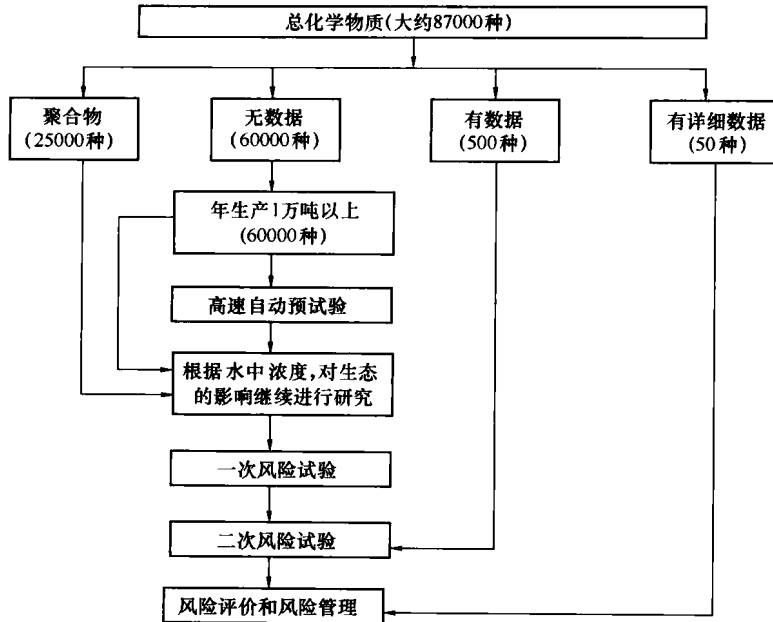 总化学物质(大约87000种)
聚合物
(25000种)
无数据
(60000种)
有数据
(500种)
有详细数据
(50种)
年生产1万吨以上
(60000种)
高速自动预试验
根据水中浓度,对生态
的影响继续进行研究
一次风险试验
二次风险试验
风险评价和风险管理